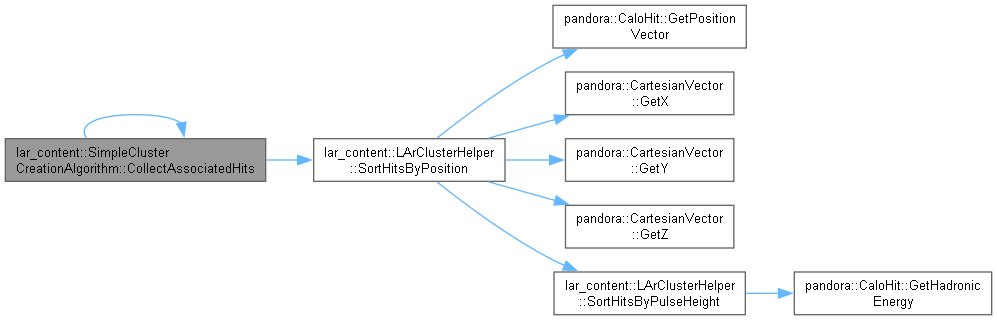 lar_content::SimpleCluster
CreationAlgorithm::CollectAssociatedHits
lar_content::LArClusterHelper
::SortHitsByPosition
pandora::CaloHit::GetPosition
Vector
pandora::CartesianVector
::GetX
pandora::CartesianVector
::GetY
pandora::CartesianVector
::GetZ
lar_content::LArClusterHelper
::SortHitsByPulseHeight
pandora::CaloHit::GetHadronic
Energy